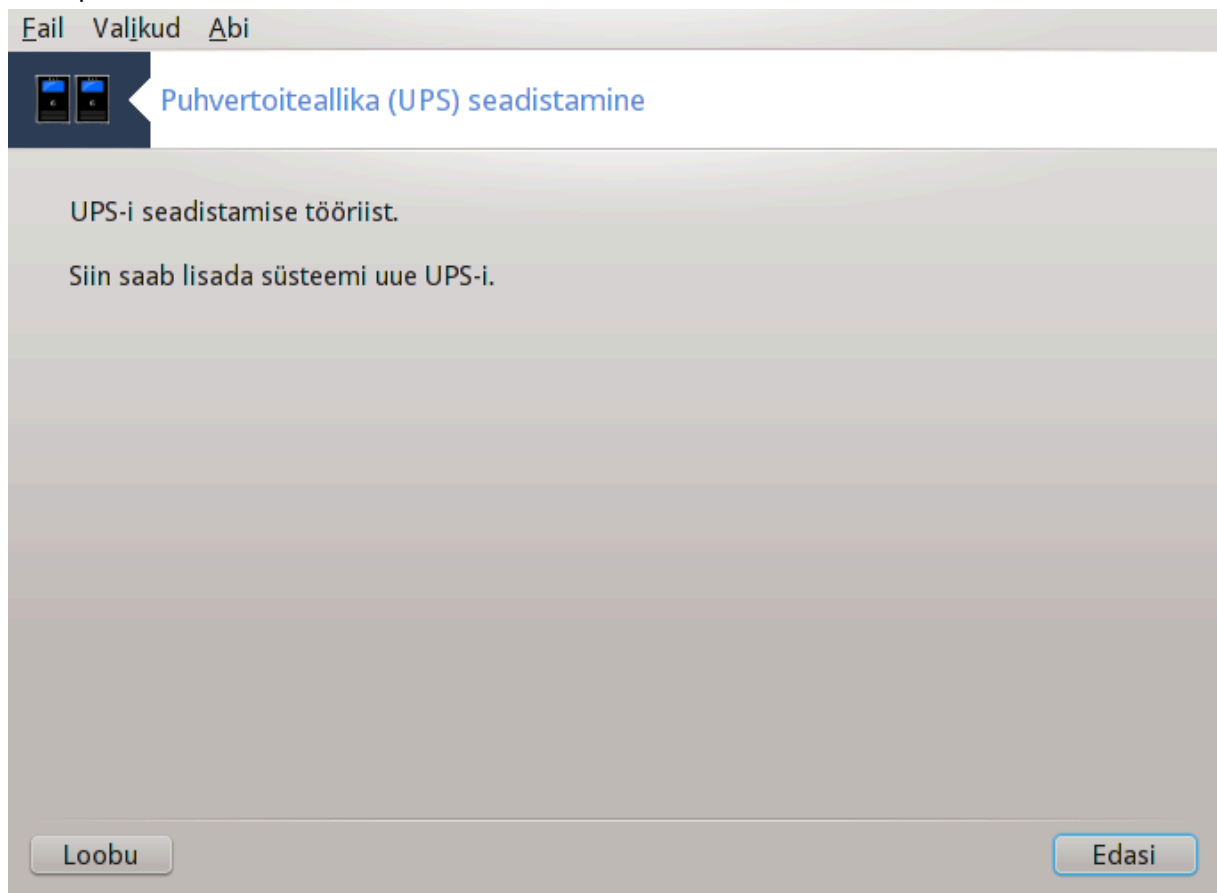 Fail Valikud Abi
Puhvertoiteallika (UPS) seadistamine
UPS-i seadistamise tööriist.
Siin saab lisada süsteemi uue UPS-i.
Loobu Edasi